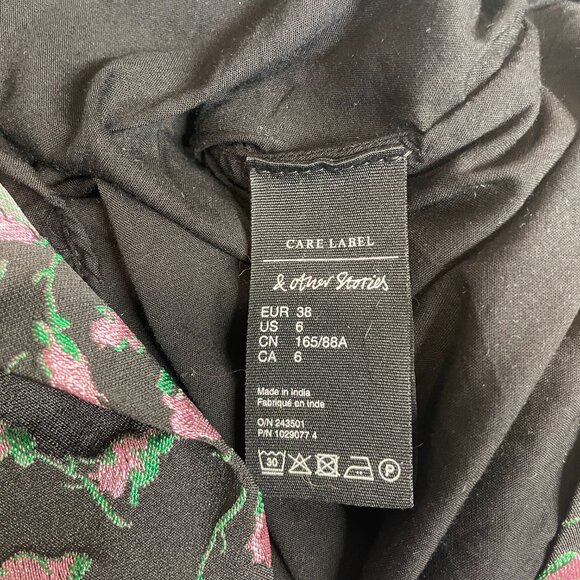 CARE LABEL
& other Stories
EUR 38
US 6
CN 165/88A
CA 6
Made in India
Fabriqué en Inde
O/N 243501
P/N 1029077 4
30
P